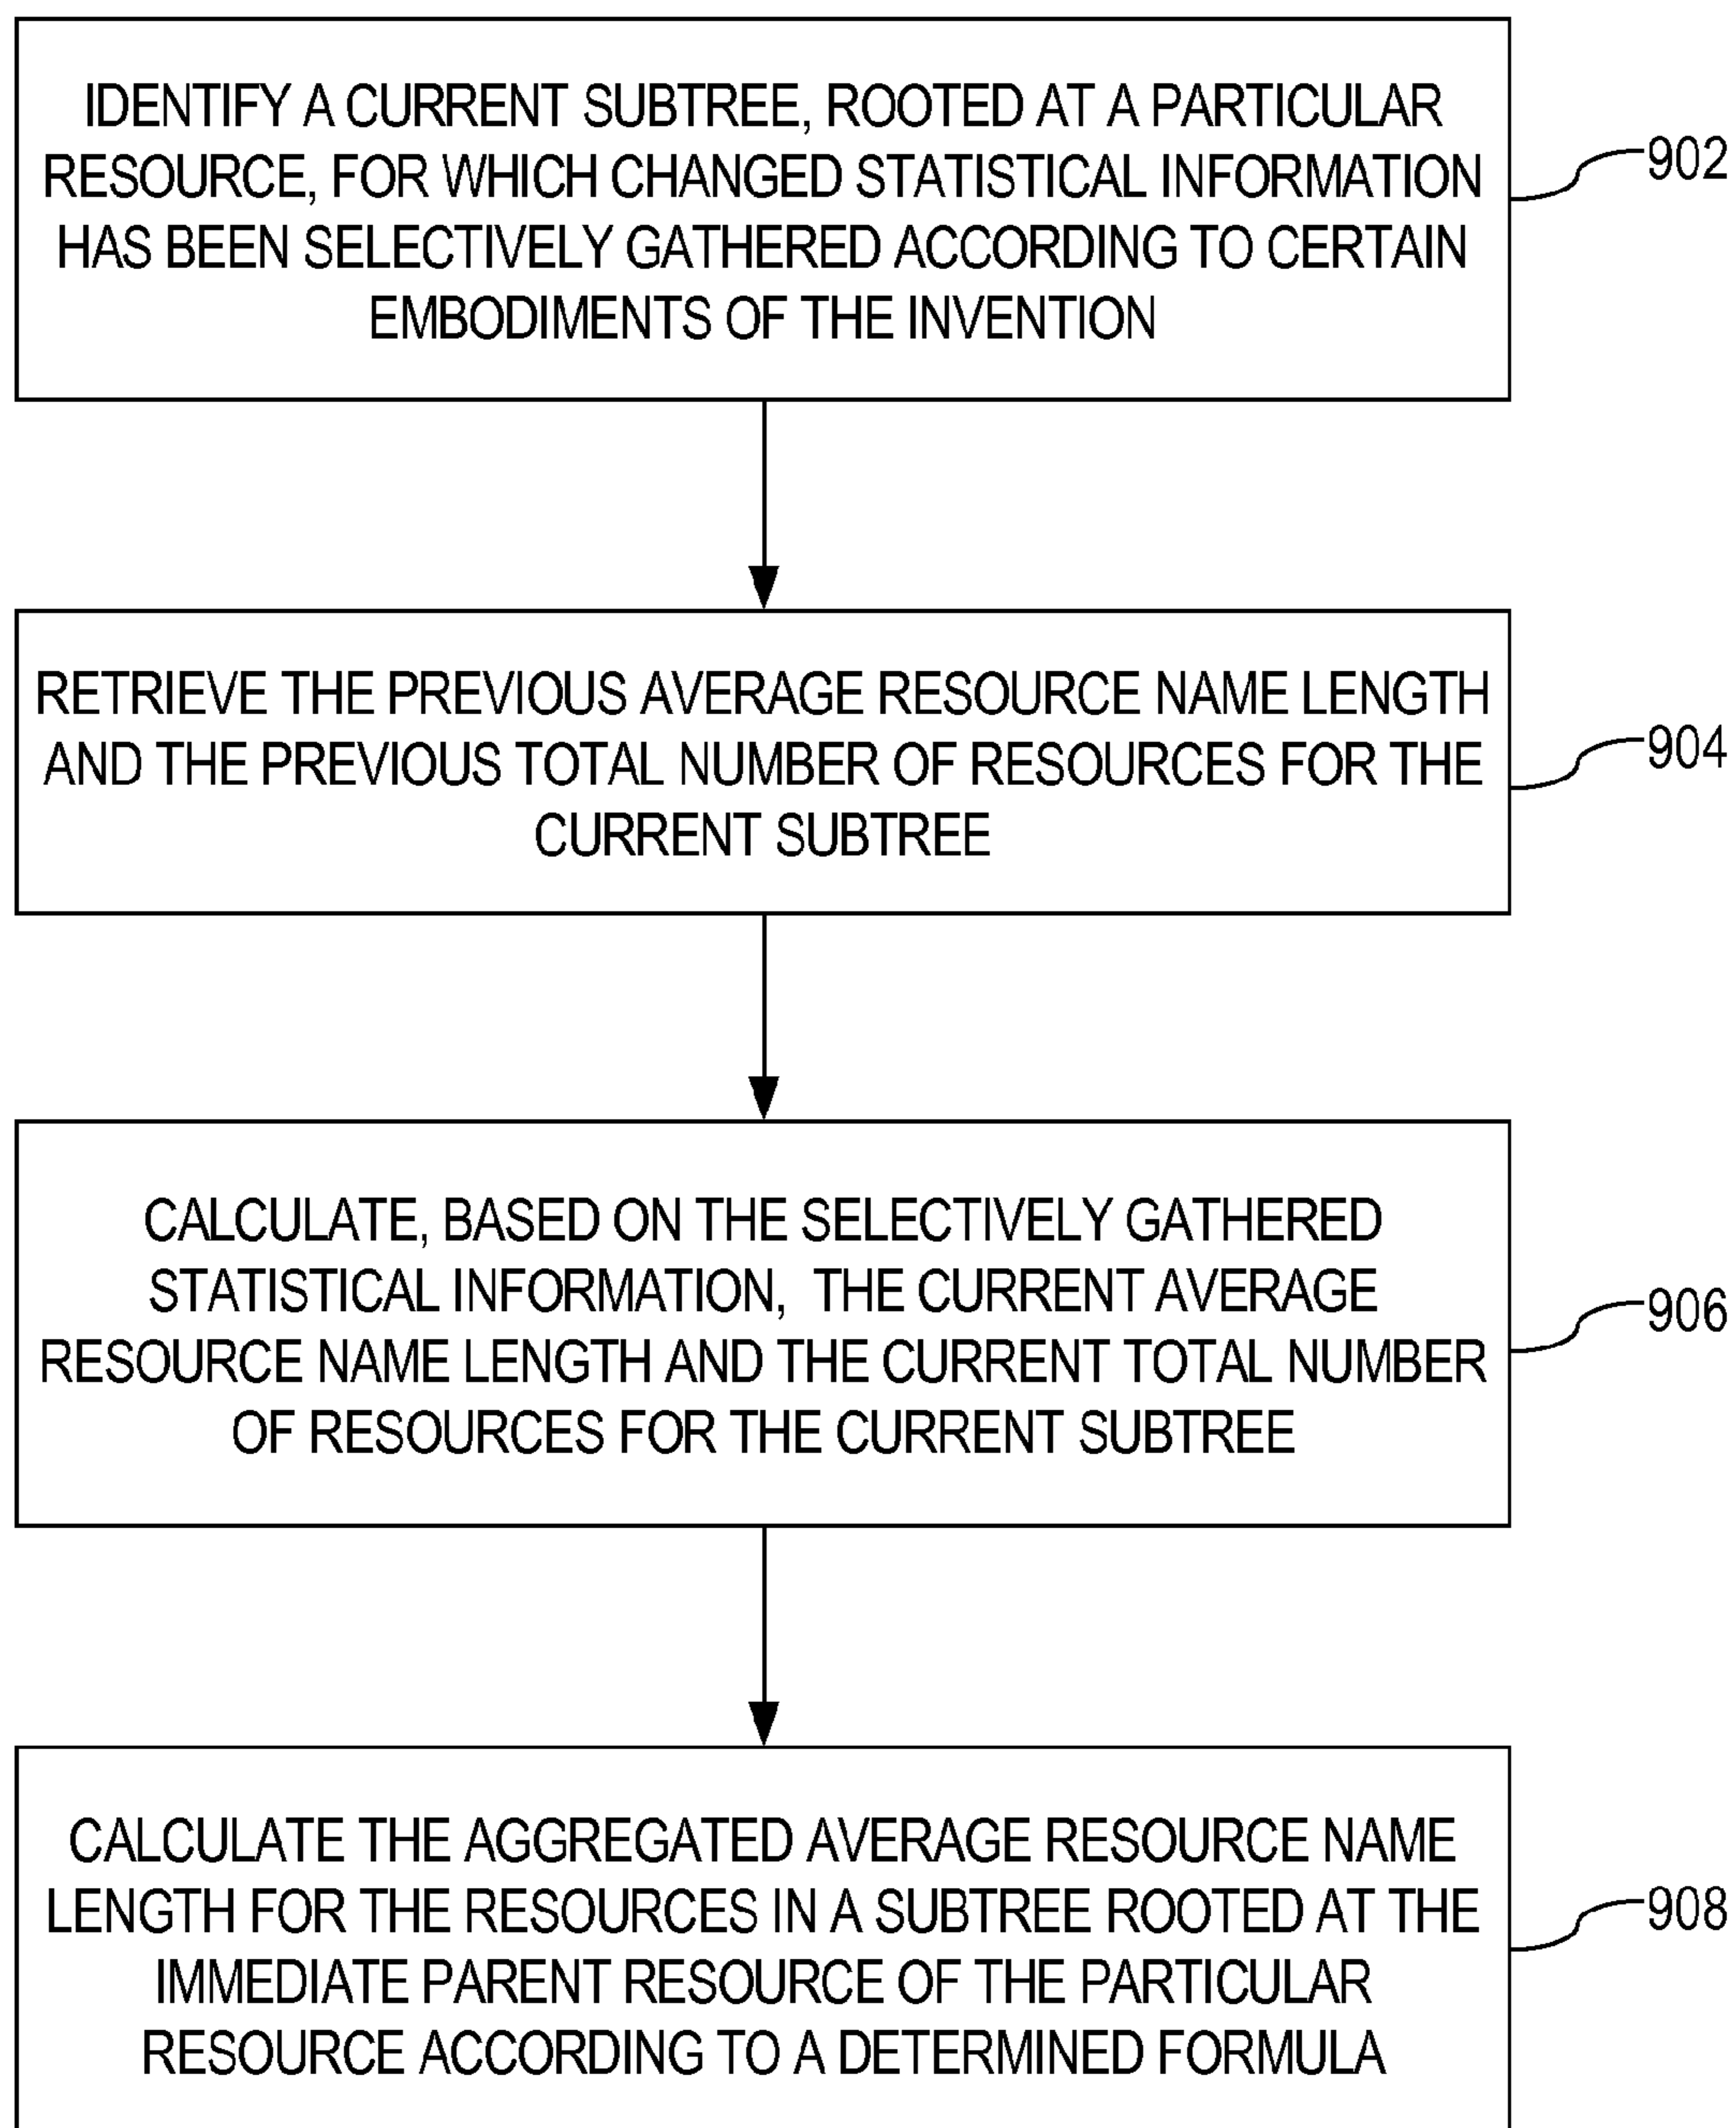 IDENTIFY A CURRENT SUBTREE, ROOTED AT A PARTICULAR
RESOURCE, FOR WHICH CHANGED STATISTICAL INFORMATION
HAS BEEN SELECTIVELY GATHERED ACCORDING TO CERTAIN
EMBODIMENTS OF THE INVENTION
902
RETRIEVE THE PREVIOUS AVERAGE RESOURCE NAME LENGTH
AND THE PREVIOUS TOTAL NUMBER OF RESOURCES FOR THE
CURRENT SUBTREE
904
CALCULATE, BASED ON THE SELECTIVELY GATHERED
STATISTICAL INFORMATION, THE CURRENT AVERAGE
RESOURCE NAME LENGTH AND THE CURRENT TOTAL NUMBER
OF RESOURCES FOR THE CURRENT SUBTREE
906
CALCULATE THE AGGREGATED AVERAGE RESOURCE NAME
LENGTH FOR THE RESOURCES IN A SUBTREE ROOTED AT THE
IMMEDIATE PARENT RESOURCE OF THE PARTICULAR
RESOURCE ACCORDING TO A DETERMINED FORMULA
908